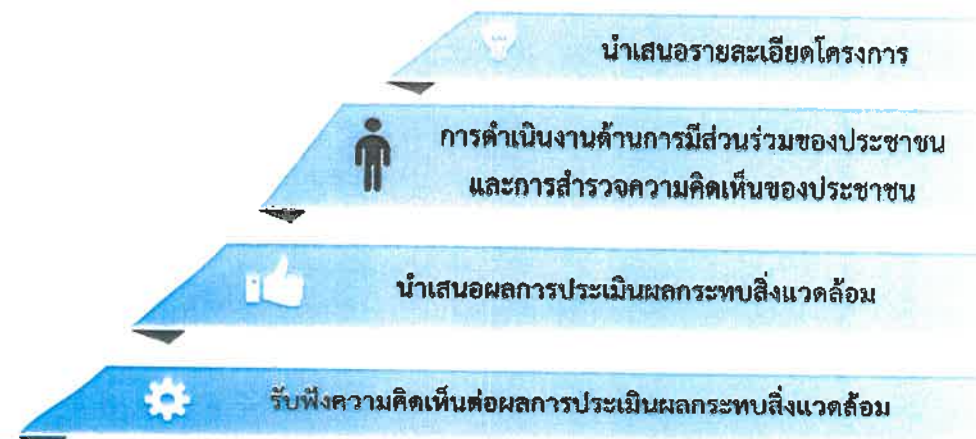 นำเสนอรายละเอียดโครงการ
การดำเนินงานด้านการมีส่วนร่วมของประชาชน
และการสำรวจความคิดเห็นของประชาชน
นำเสนอผลการประเมินผลกระทบสิ่งแวดล้อม
รับฟังความคิดเห็นต่อผลการประเมินผลกระทบสิ่งแวดล้อม